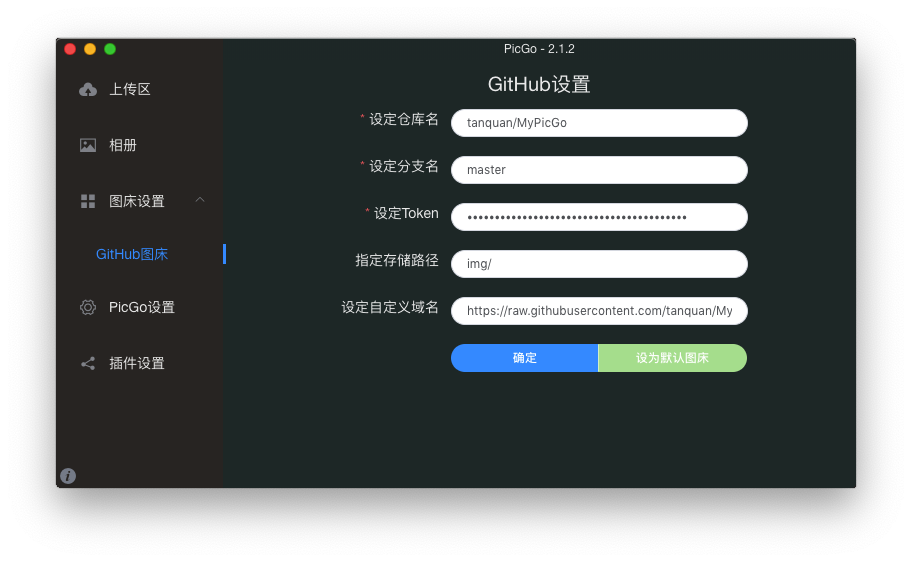 PicGo - 2.1.2
上传区
相册
图床设置
GitHub图床
PicGo设置
插件设置
GitHub设置
* 设定仓库名 tanquan/MyPicGo
* 设定分支名 master
* 设定Token ••••••••••••••••••••••••••••••••••••••••
指定存储路径 img/
设定自定义域名 https://raw.githubusercontent.com/tanquan/My
确定 设为默认图床